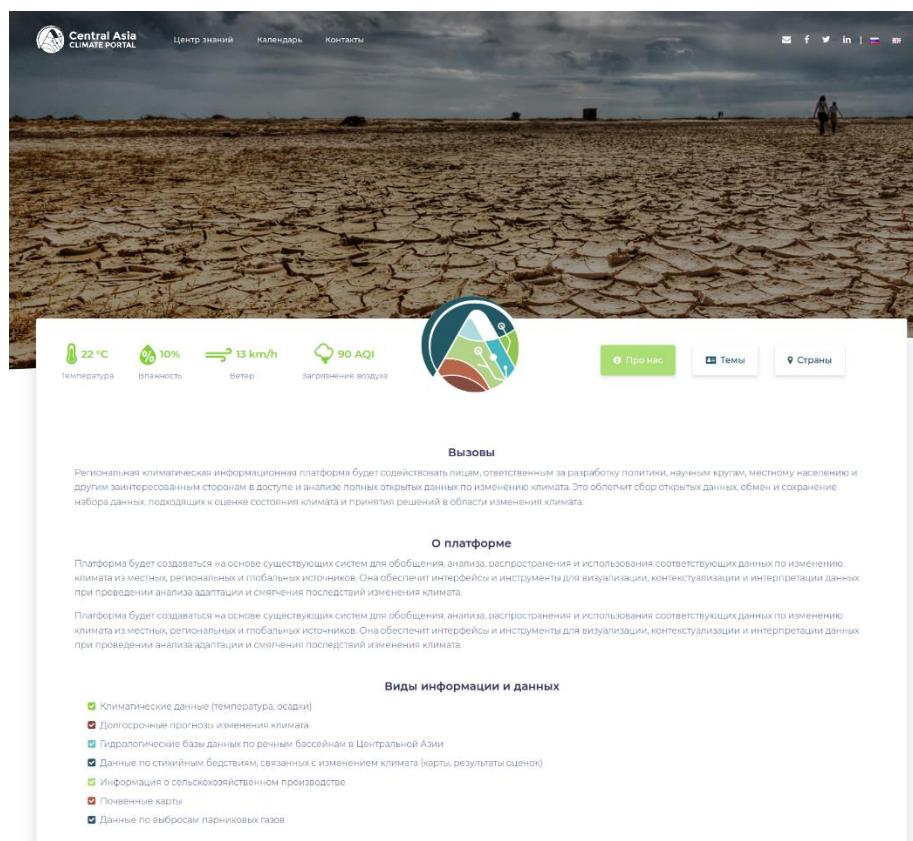 Central Asia
CLIMATE PORTAL
Центр знаний Календарь Контакты
in |
22 °C 10% 13 km/h 90 AQI
Температура Влажность Ветер Загрязнение воздуха
Про нас Темы Страны
Вызовы
Региональная климатическая информационная платформа будет содействовать лицам, ответственным за разработку политики, научным кругам, местному населению и
другим заинтересованным сторонам в доступе и анализе полных открытых данных по изменению климата. Это облегчит сбор открытых данных, обмен и сохранение
набора данных, подходящих к оценке состояния климата и принятия решений в области изменения климата.
О платформе
Платформа будет создаваться на основе существующих систем для обобщения, анализа, распространения и использования соответствующих данных по изменению
климата из местных, региональных и глобальных источников. Она обеспечит интерфейсы и инструменты для визуализации, контекстуализации и интерпретации данных
при проведении анализа адаптации и смягчения последствий изменения климата.
Платформа будет создаваться на основе существующих систем для обобщения, анализа, распространения и использования соответствующих данных по изменению
климата из местных, региональных и глобальных источников. Она обеспечит интерфейсы и инструменты для визуализации, контекстуализации и интерпретации данных
при проведении анализа адаптации и смягчения последствий изменения климата.
Виды информации и данных
Климатические данные (температура, осадки)
Долгосрочные прогнозы изменения климата
Гидрологические базы данных по речным бассейнам в Центральной Азии
Данные по стихийным бедствиям, связанных с изменением климата (карты, результаты оценок)
Информация о сельскохозяйственном производстве
Почвенные карты
Данные по выбросам парниковых газов